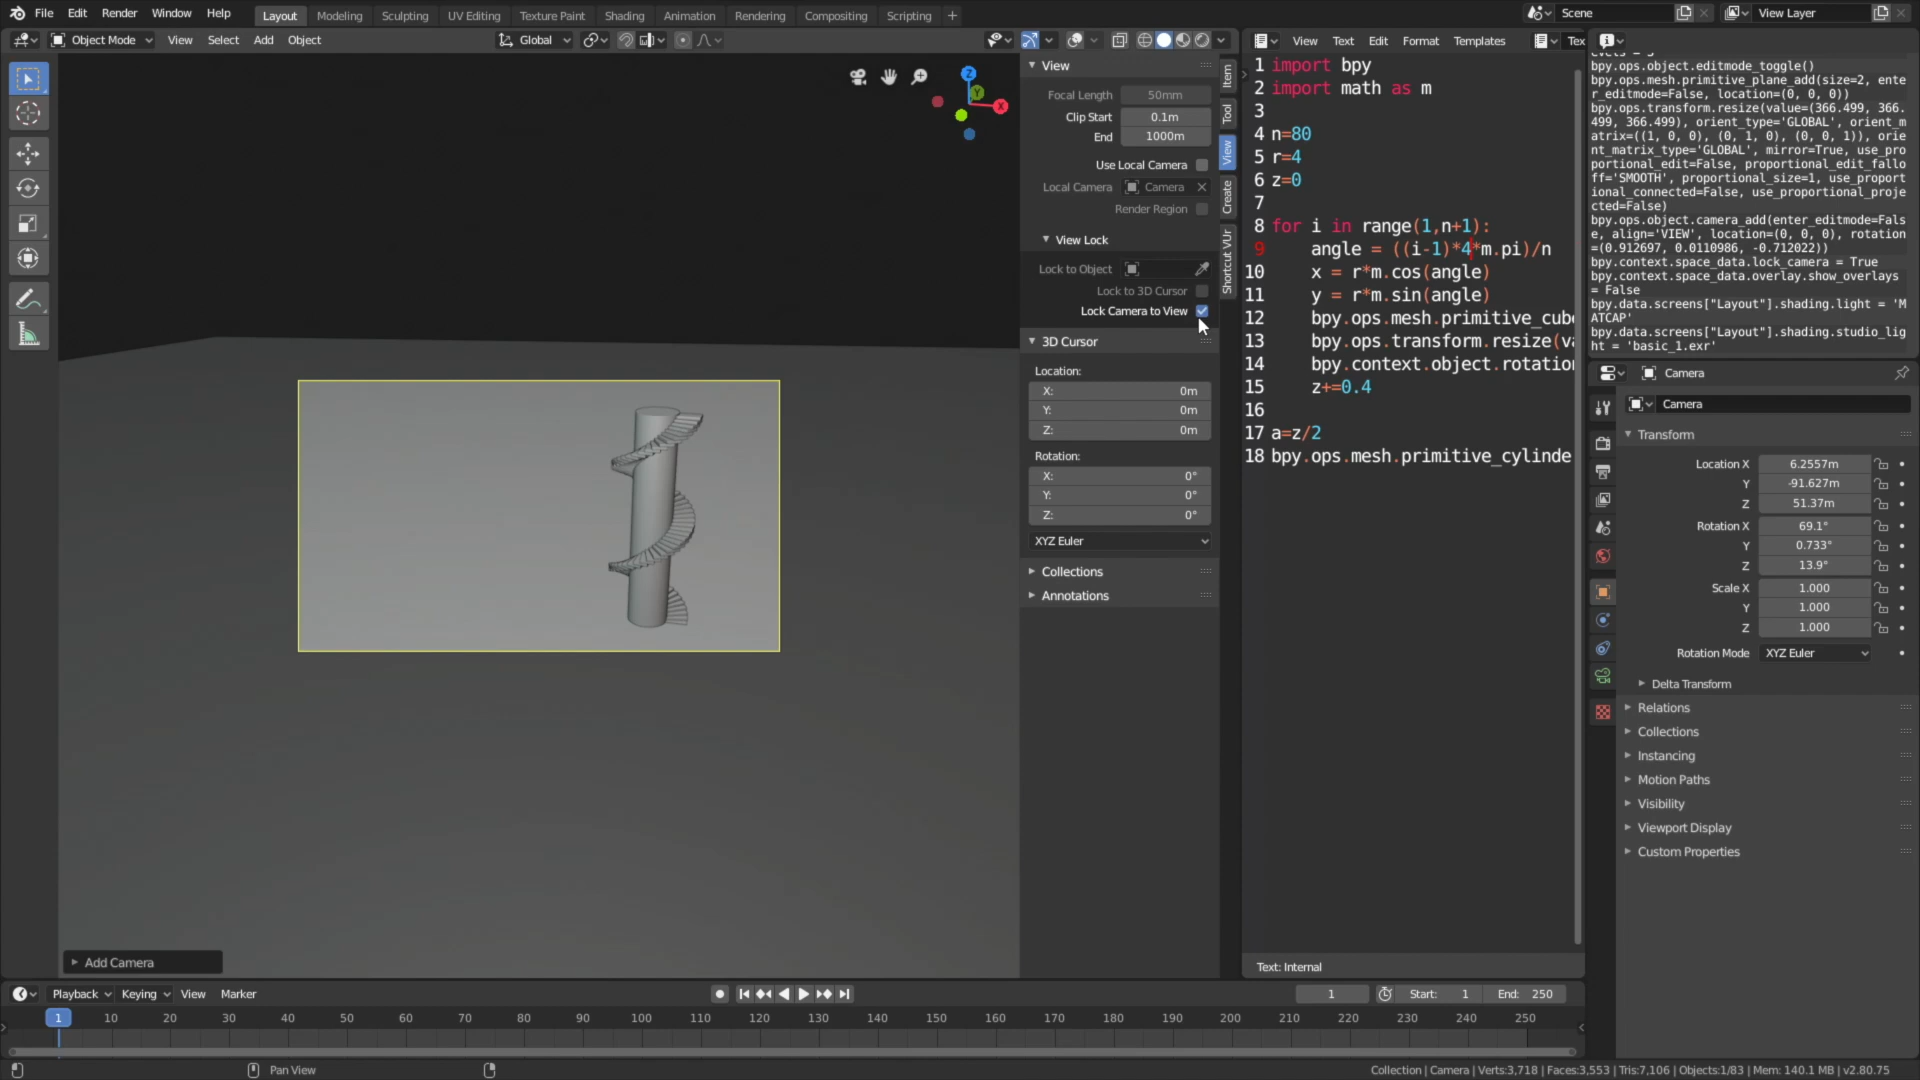 File Edit Render Window Help Layout Modeling Sculpting UV Editing Texture Paint Shading Animation Rendering Compositing Scripting + Scene View Layer
Object Mode View Select Add Object Global View Text Edit Format Templates Tex
Z
Y
X
View
Focal Length 50mm
Clip Start 0.1m
End 1000m
Use Local Camera
Local Camera Camera
Render Region
View Lock
Lock to Object
Lock to 3D Cursor
Lock Camera to View
3D Cursor
Location:
X: 0m
Y: 0m
Z: 0m
Rotation:
X: 0°
Y: 0°
Z: 0°
XYZ Euler
Collections
Annotations
Item
Tool
View
Create
Shortcut VUr
1 import bpy
2 import math as m
3
4 n=80
5 r=4
6 z=0
7
8 for i in range(1,n+1):
9 angle = ((i-1)*4*m.pi)/n
10 x = r*m.cos(angle)
11 y = r*m.sin(angle)
12 bpy.ops.mesh.primitive_cube
13 bpy.ops.transform.resize(va
14 bpy.context.object.rotation
15 z+=0.4
16
17 a=z/2
18 bpy.ops.mesh.primitive_cylinde
Text: Internal
bpy.ops.object.editmode_toggle()
bpy.ops.mesh.primitive_plane_add(size=2, ente
r_editmode=False, location=(0, 0, 0))
bpy.ops.transform.resize(value=(366.499, 366.
499, 366.499), orient_type='GLOBAL', orient_m
atrix=((1, 0, 0), (0, 1, 0), (0, 0, 1)), orie
nt_matrix_type='GLOBAL', mirror=True, use_pro
portional_edit=False, proportional_edit_fallo
ff='SMOOTH', proportional_size=1, use_proport
ional_connected=False, use_proportional_proje
cted=False)
bpy.ops.object.camera_add(enter_editmode=Fals
e, align='VIEW', location=(0, 0, 0), rotation
=(0.912697, 0.0110986, -0.712022))
bpy.context.space_data.lock_camera = True
bpy.context.space_data.overlay.show_overlays
= False
bpy.data.screens["Layout"].shading.light = 'M
ATCAP'
bpy.data.screens["Layout"].shading.studio_lig
ht = 'basic_1.exr'
Camera
Camera
Transform
Location X 6.2557m
Y -91.627m
Z 51.37m
Rotation X 69.1°
Y 0.733°
Z 13.9°
Scale X 1.000
Y 1.000
Z 1.000
Rotation Mode XYZ Euler
Delta Transform
Relations
Collections
Instancing
Motion Paths
Visibility
Viewport Display
Custom Properties
Add Camera
Playback Keying View Marker 1 Start: 1 End: 250
1 10 20 30 40 50 60 70 80 90 100 110 120 130 140 150 160 170 180 190 200 210 220 230 240 250
Pan View Collection | Camera | Verts:3,718 | Faces:3,553 | Tris:7,106 | Objects:1/83 | Mem: 140.1 MB | v2.80.75